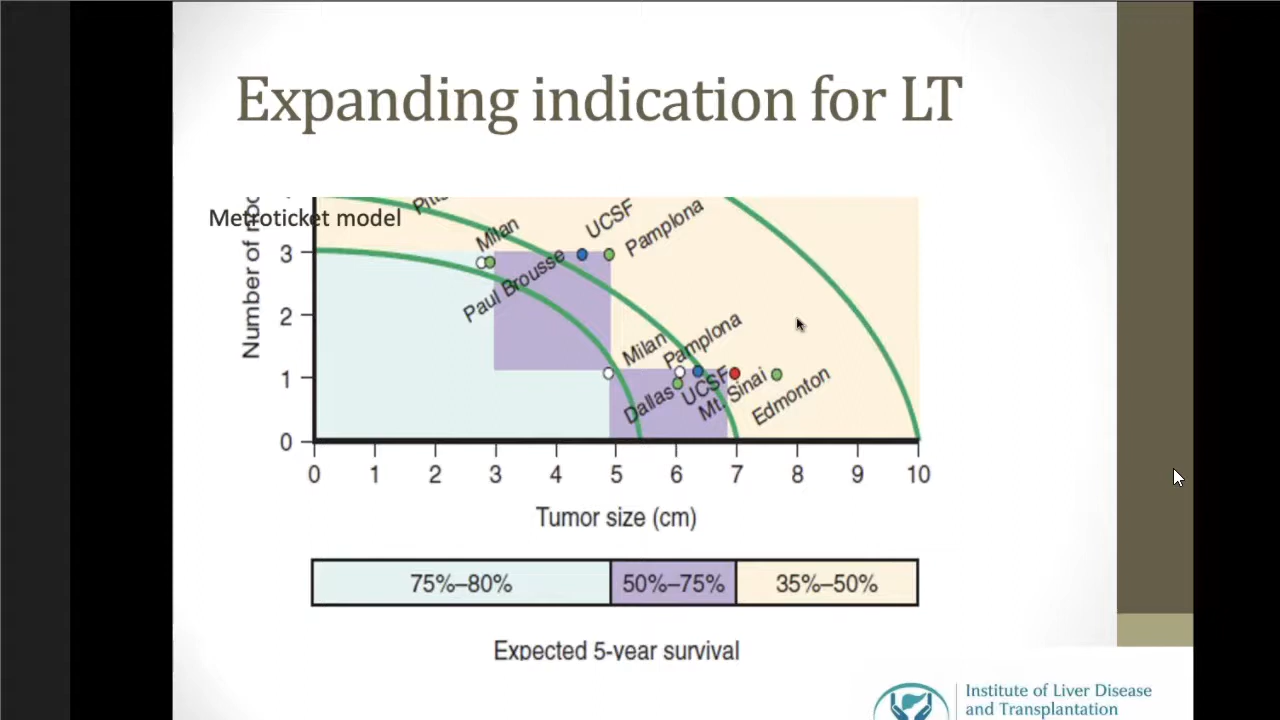 Expanding indication for LT
Metroticket model
Number of
Milan
UCSF
Pamplona
Paul Brousse
Milan
Pamplona
Dallas
UCSF
Mt. Sinai
Edmonton
3
2
1
0
0 1 2 3 4 5 6 7 8 9 10
Tumor size (cm)
75%–80% 50%–75% 35%–50%
Expected 5-year survival
Institute of Liver Disease
and Transplantation